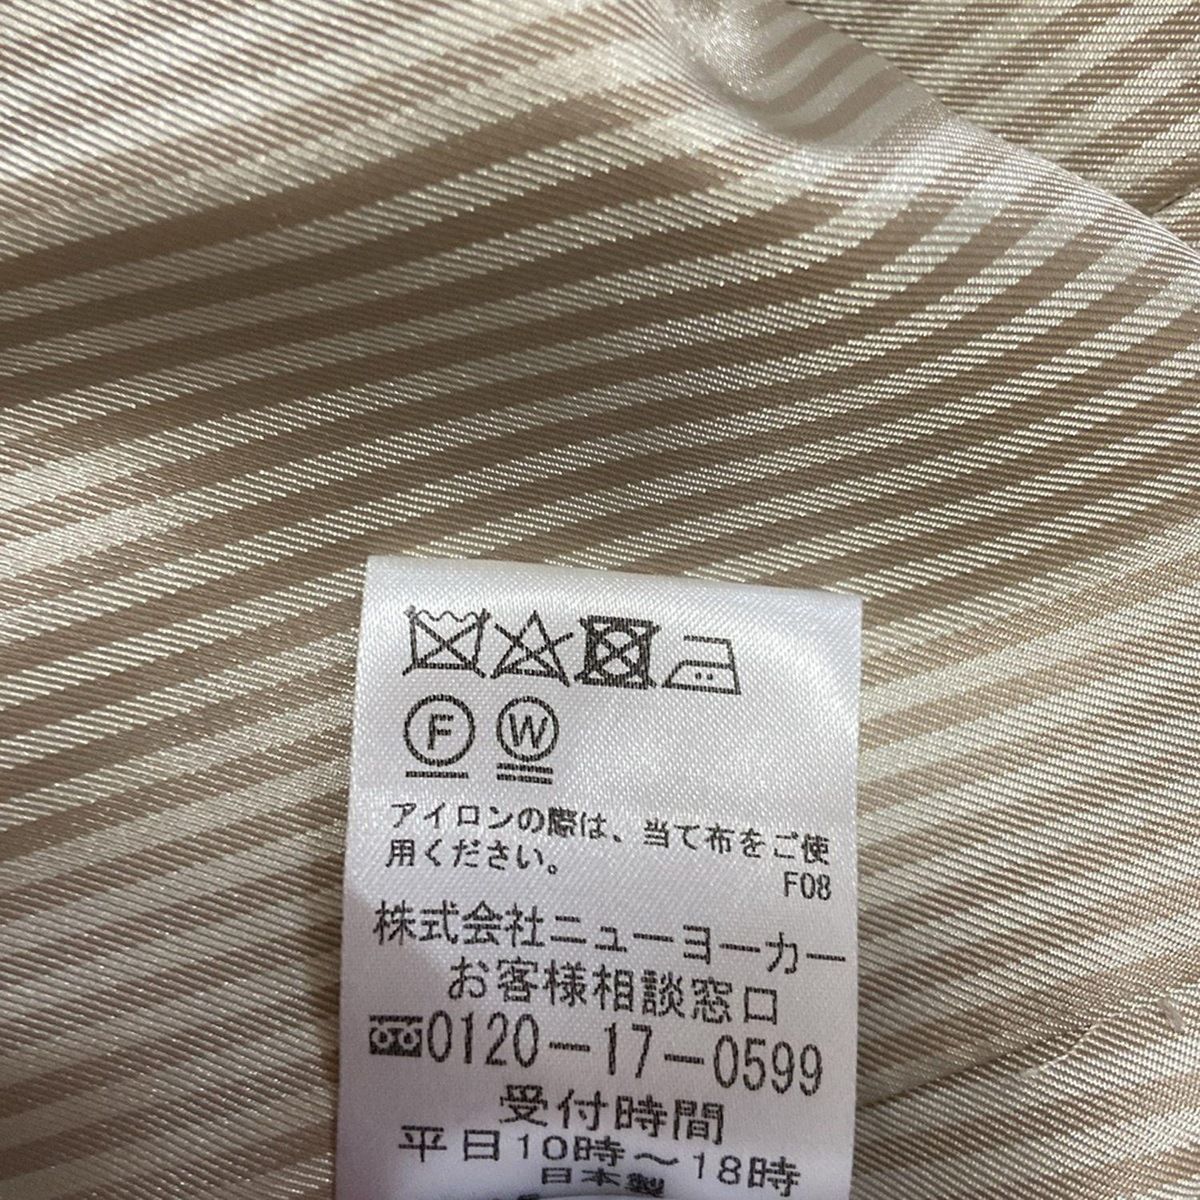 F W
アイロンの際は、当て布をご使
用ください。
F08
株式会社ニューヨーカー
お客様相談窓口
0120-17-0599
受付時間
平日10時～18時
日本製